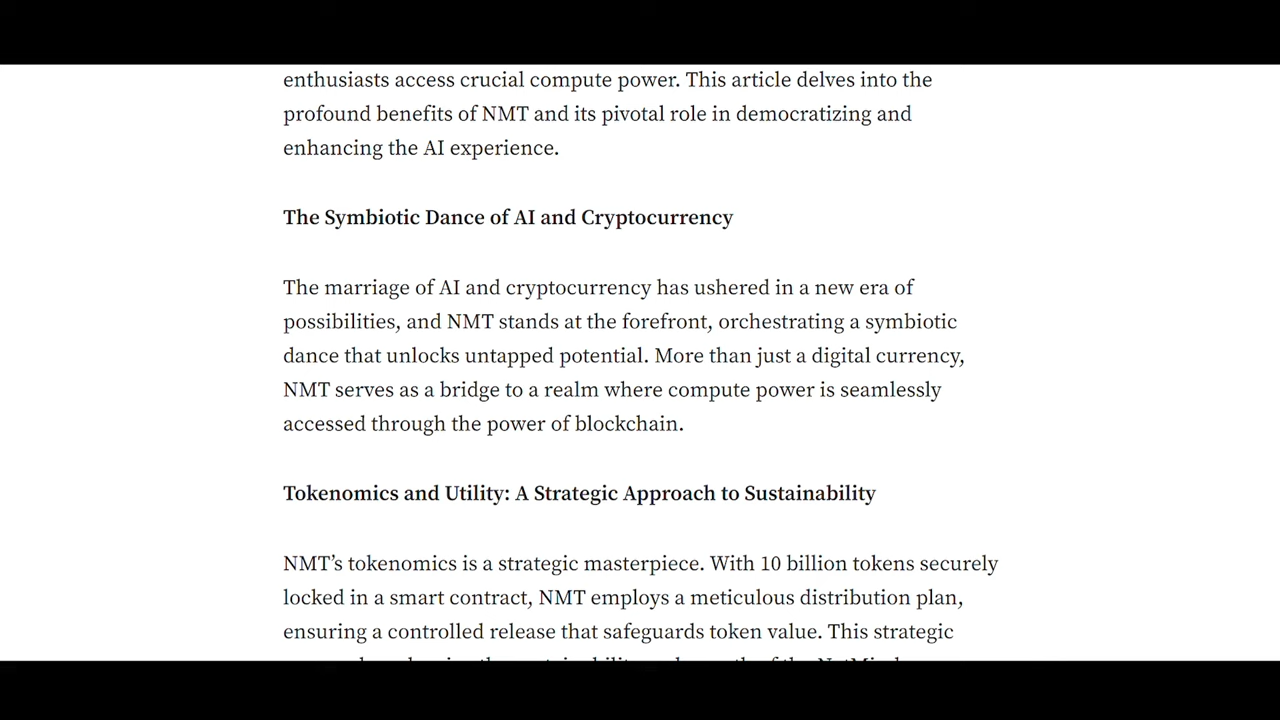 enthusiasts access crucial compute power. This article delves into the
profound benefits of NMT and its pivotal role in democratizing and
enhancing the AI experience.
The Symbiotic Dance of AI and Cryptocurrency
The marriage of AI and cryptocurrency has ushered in a new era of
possibilities, and NMT stands at the forefront, orchestrating a symbiotic
dance that unlocks untapped potential. More than just a digital currency,
NMT serves as a bridge to a realm where compute power is seamlessly
accessed through the power of blockchain.
Tokenomics and Utility: A Strategic Approach to Sustainability
NMT’s tokenomics is a strategic masterpiece. With 10 billion tokens securely
locked in a smart contract, NMT employs a meticulous distribution plan,
ensuring a controlled release that safeguards token value. This strategic